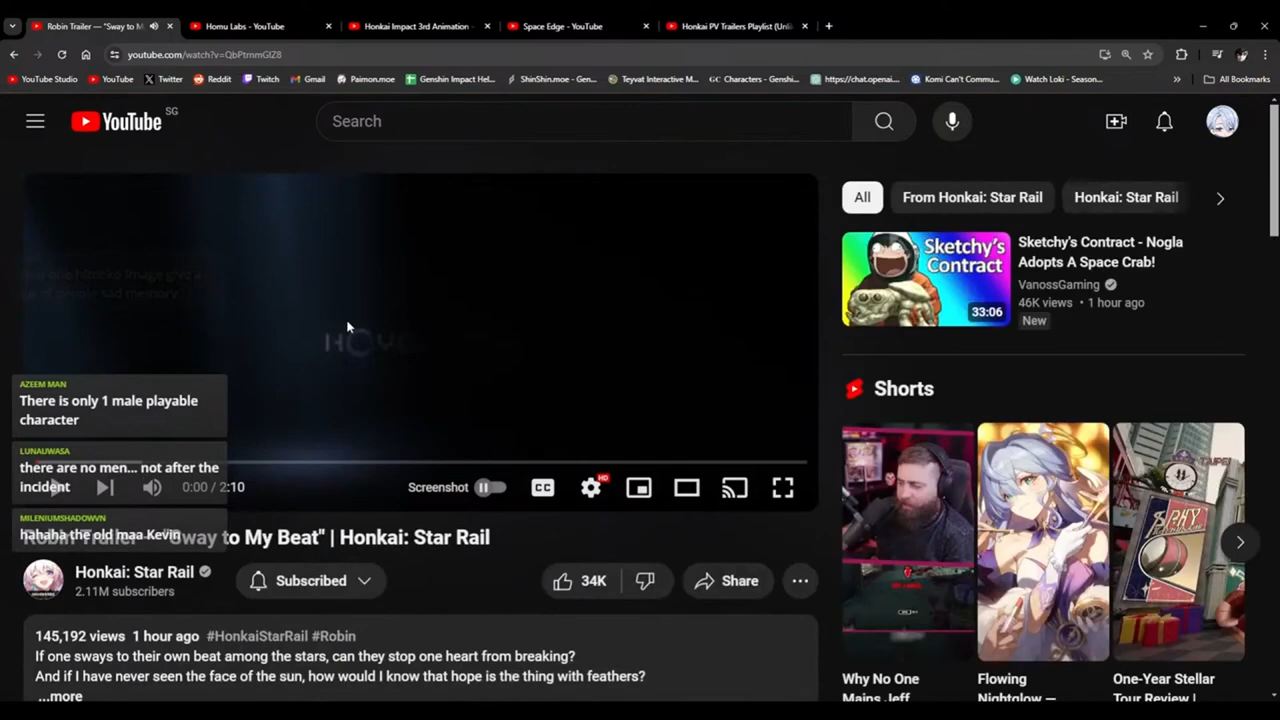 Robin Trailer — "Sway to M
Homu Labs - YouTube
Honkai Impact 3rd Animation -
Space Edge - YouTube
Honkai PV Trailers Playlist (Unli
youtube.com/watch?v=QbPtmmGlZ8
YouTube Studio
YouTube
Twitter
Reddit
Twitch
Gmail
Paimon.moe
Genshin Impact Hel...
ShinShin.moe - Gen...
Teyvat Interactive M...
GC Characters - Genshi...
https://chat.openai....
Komi Can't Commu...
Watch Loki - Season...
All Bookmarks
YouTube
SG
Search
All
From Honkai: Star Rail
Honkai: Star Rail
Sketchy's Contract
33:06
Sketchy's Contract - Nogla
Adopts A Space Crab!
VanossGaming
46K views • 1 hour ago
New
AZEEM MAN
There is only 1 male playable
character
LUNAUWASA
there are no men... not after the
incident
MILENIUMSHADOWVN
hahaha the old maa Kevin
0:00 / 2:10
Screenshot
CC
HD
Robin Trailer — "Sway to My Beat" | Honkai: Star Rail
Honkai: Star Rail
2.11M subscribers
Subscribed
34K
Share
145,192 views 1 hour ago #HonkaiStarRail #Robin
If one sways to their own beat among the stars, can they stop one heart from breaking?
And if I have never seen the face of the sun, how would I know that hope is the thing with feathers?
...more
Shorts
TAIPEI
Why No One
Mains Jeff
Flowing
Nightglow —
One-Year Stellar
Tour Review |